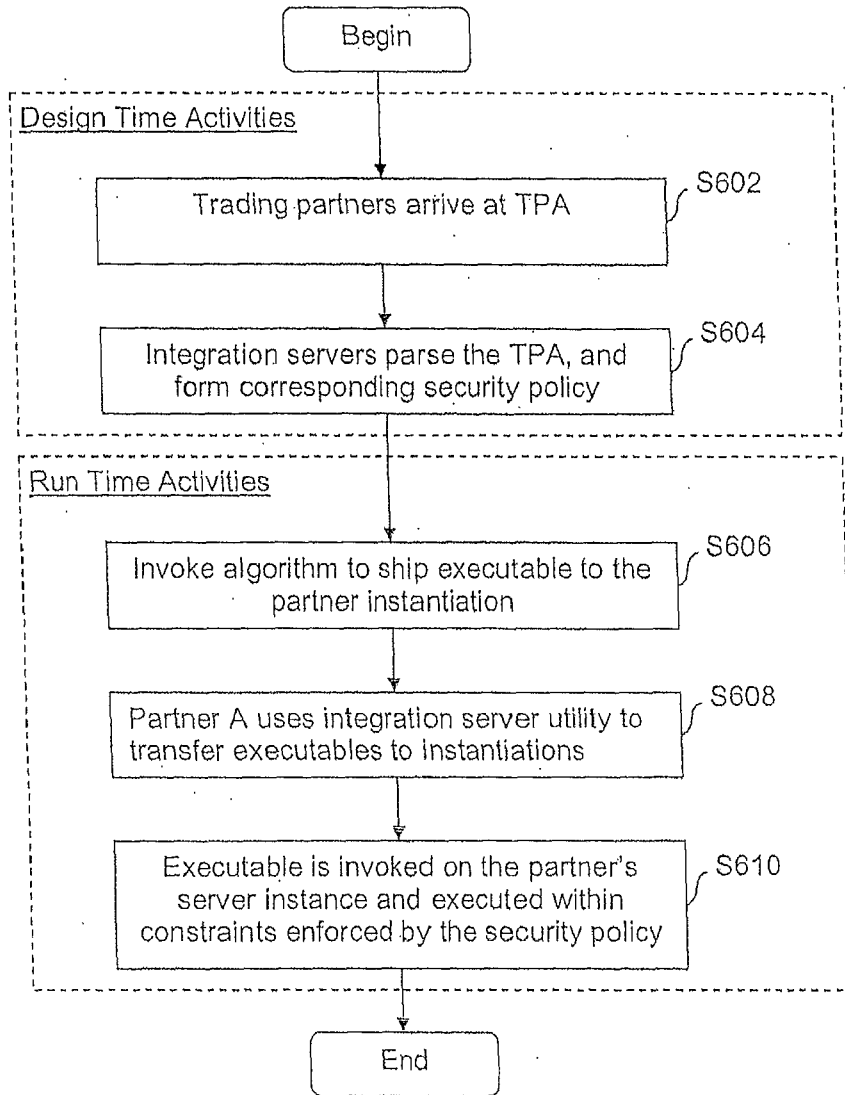 Begin
Design Time Activities
Trading partners arrive at TPA
S602
Integration servers parse the TPA, and
form corresponding security policy
S604
Run Time Activities
Invoke algorithm to ship executable to the
partner instantiation
S606
Partner A uses integration server utility to
transfer executables to instantiations
S608
Executable is invoked on the partner's
server instance and executed within
constraints enforced by the security policy
S610
End